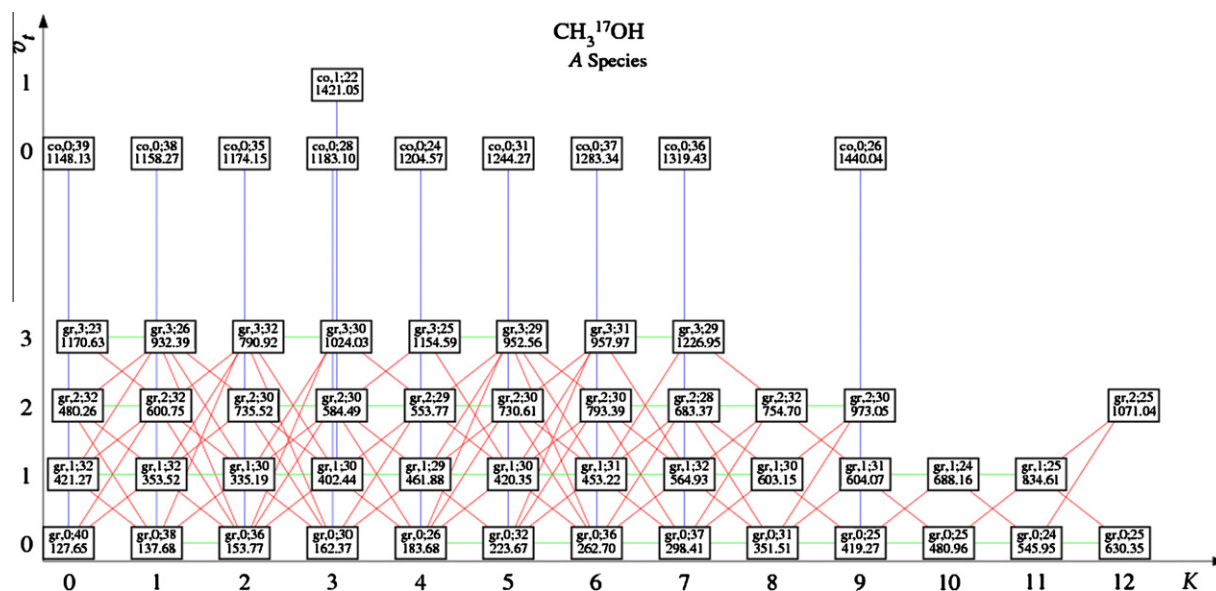 CH₃¹⁷OH
A Species
υₜ
1
co,1;22
1421.05
0
co,0;39 co,0;38 co,0;35 co,0;28 co,0;24 co,0;31 co,0;37 co,0;36 co,0;26
1148.13 1158.27 1174.15 1183.10 1204.57 1244.27 1283.34 1319.43 1440.04
3
gr,3;23 gr,3;26 gr,3;32 gr,3;30 gr,3;25 gr,3;29 gr,3;31 gr,3;29
1170.63 932.39 790.92 1024.03 1154.59 952.56 957.97 1226.95
2
gr,2;32 gr,2;32 gr,2;30 gr,2;30 gr,2;29 gr,2;30 gr,2;30 gr,2;28 gr,2;32 gr,2;30 gr,2;25
480.26 600.75 735.52 584.49 553.77 730.61 793.39 683.37 754.70 973.05 1071.04
1
gr,1;32 gr,1;32 gr,1;30 gr,1;30 gr,1;29 gr,1;30 gr,1;31 gr,1;32 gr,1;30 gr,1;31 gr,1;24 gr,1;25
421.27 353.52 335.19 402.44 461.88 420.35 453.22 564.93 603.15 604.07 688.16 834.61
0
gr,0;40 gr,0;38 gr,0;36 gr,0;30 gr,0;26 gr,0;32 gr,0;36 gr,0;37 gr,0;31 gr,0;25 gr,0;25 gr,0;24 gr,0;25
127.65 137.68 153.77 162.37 183.68 223.67 262.70 298.41 351.51 419.27 480.96 545.95 630.35
0 1 2 3 4 5 6 7 8 9 10 11 12 K